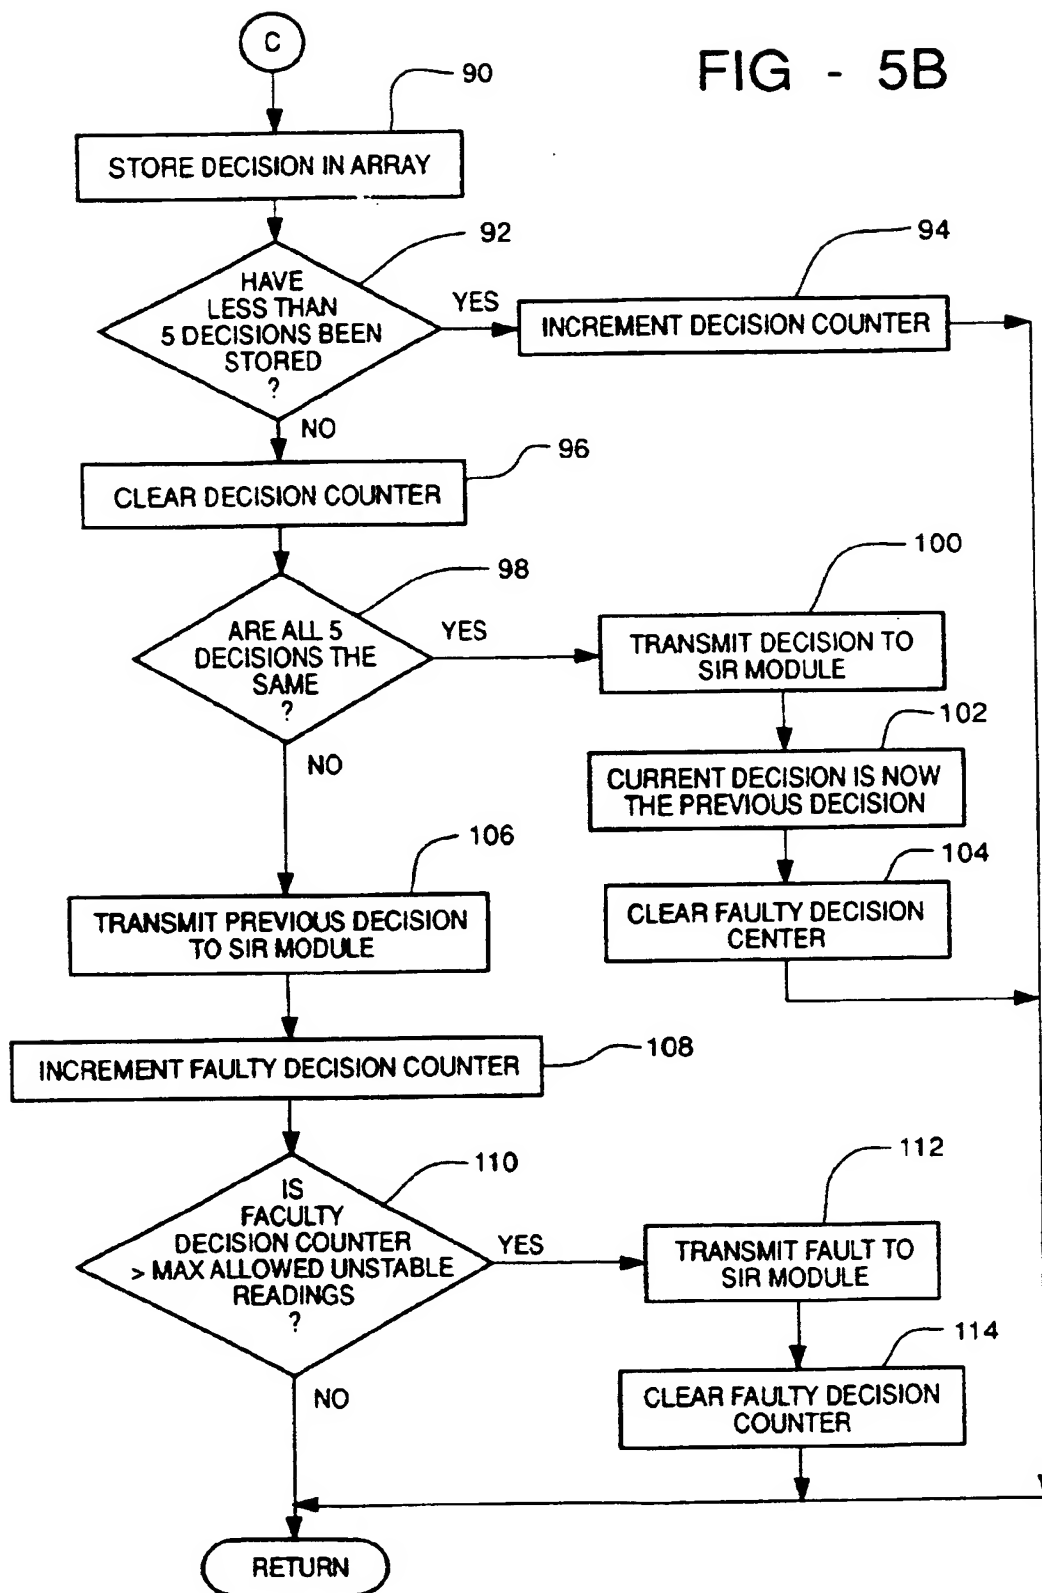 C
FIG - 5B
90
STORE DECISION IN ARRAY
92
HAVE
LESS THAN
5 DECISIONS BEEN
STORED
?
YES
94
INCREMENT DECISION COUNTER
NO
96
CLEAR DECISION COUNTER
98
ARE ALL 5
DECISIONS THE
SAME
?
YES
100
TRANSMIT DECISION TO
SIR MODULE
102
CURRENT DECISION IS NOW
THE PREVIOUS DECISION
104
CLEAR FAULTY DECISION
CENTER
NO
106
TRANSMIT PREVIOUS DECISION
TO SIR MODULE
108
INCREMENT FAULTY DECISION COUNTER
110
IS
FACULTY
DECISION COUNTER
> MAX ALLOWED UNSTABLE
READINGS
?
YES
112
TRANSMIT FAULT TO
SIR MODULE
114
CLEAR FAULTY DECISION
COUNTER
NO
RETURN